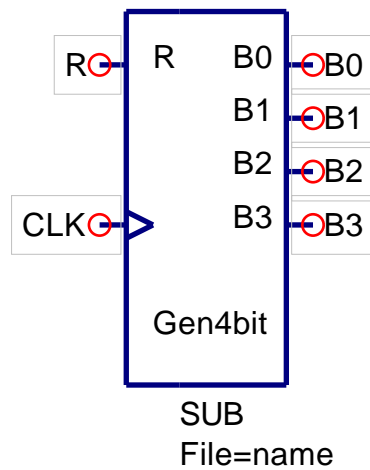 R R B0 B0
B1 B1
B2 B2
CLK B3 B3
Gen4bit
SUB
File=name